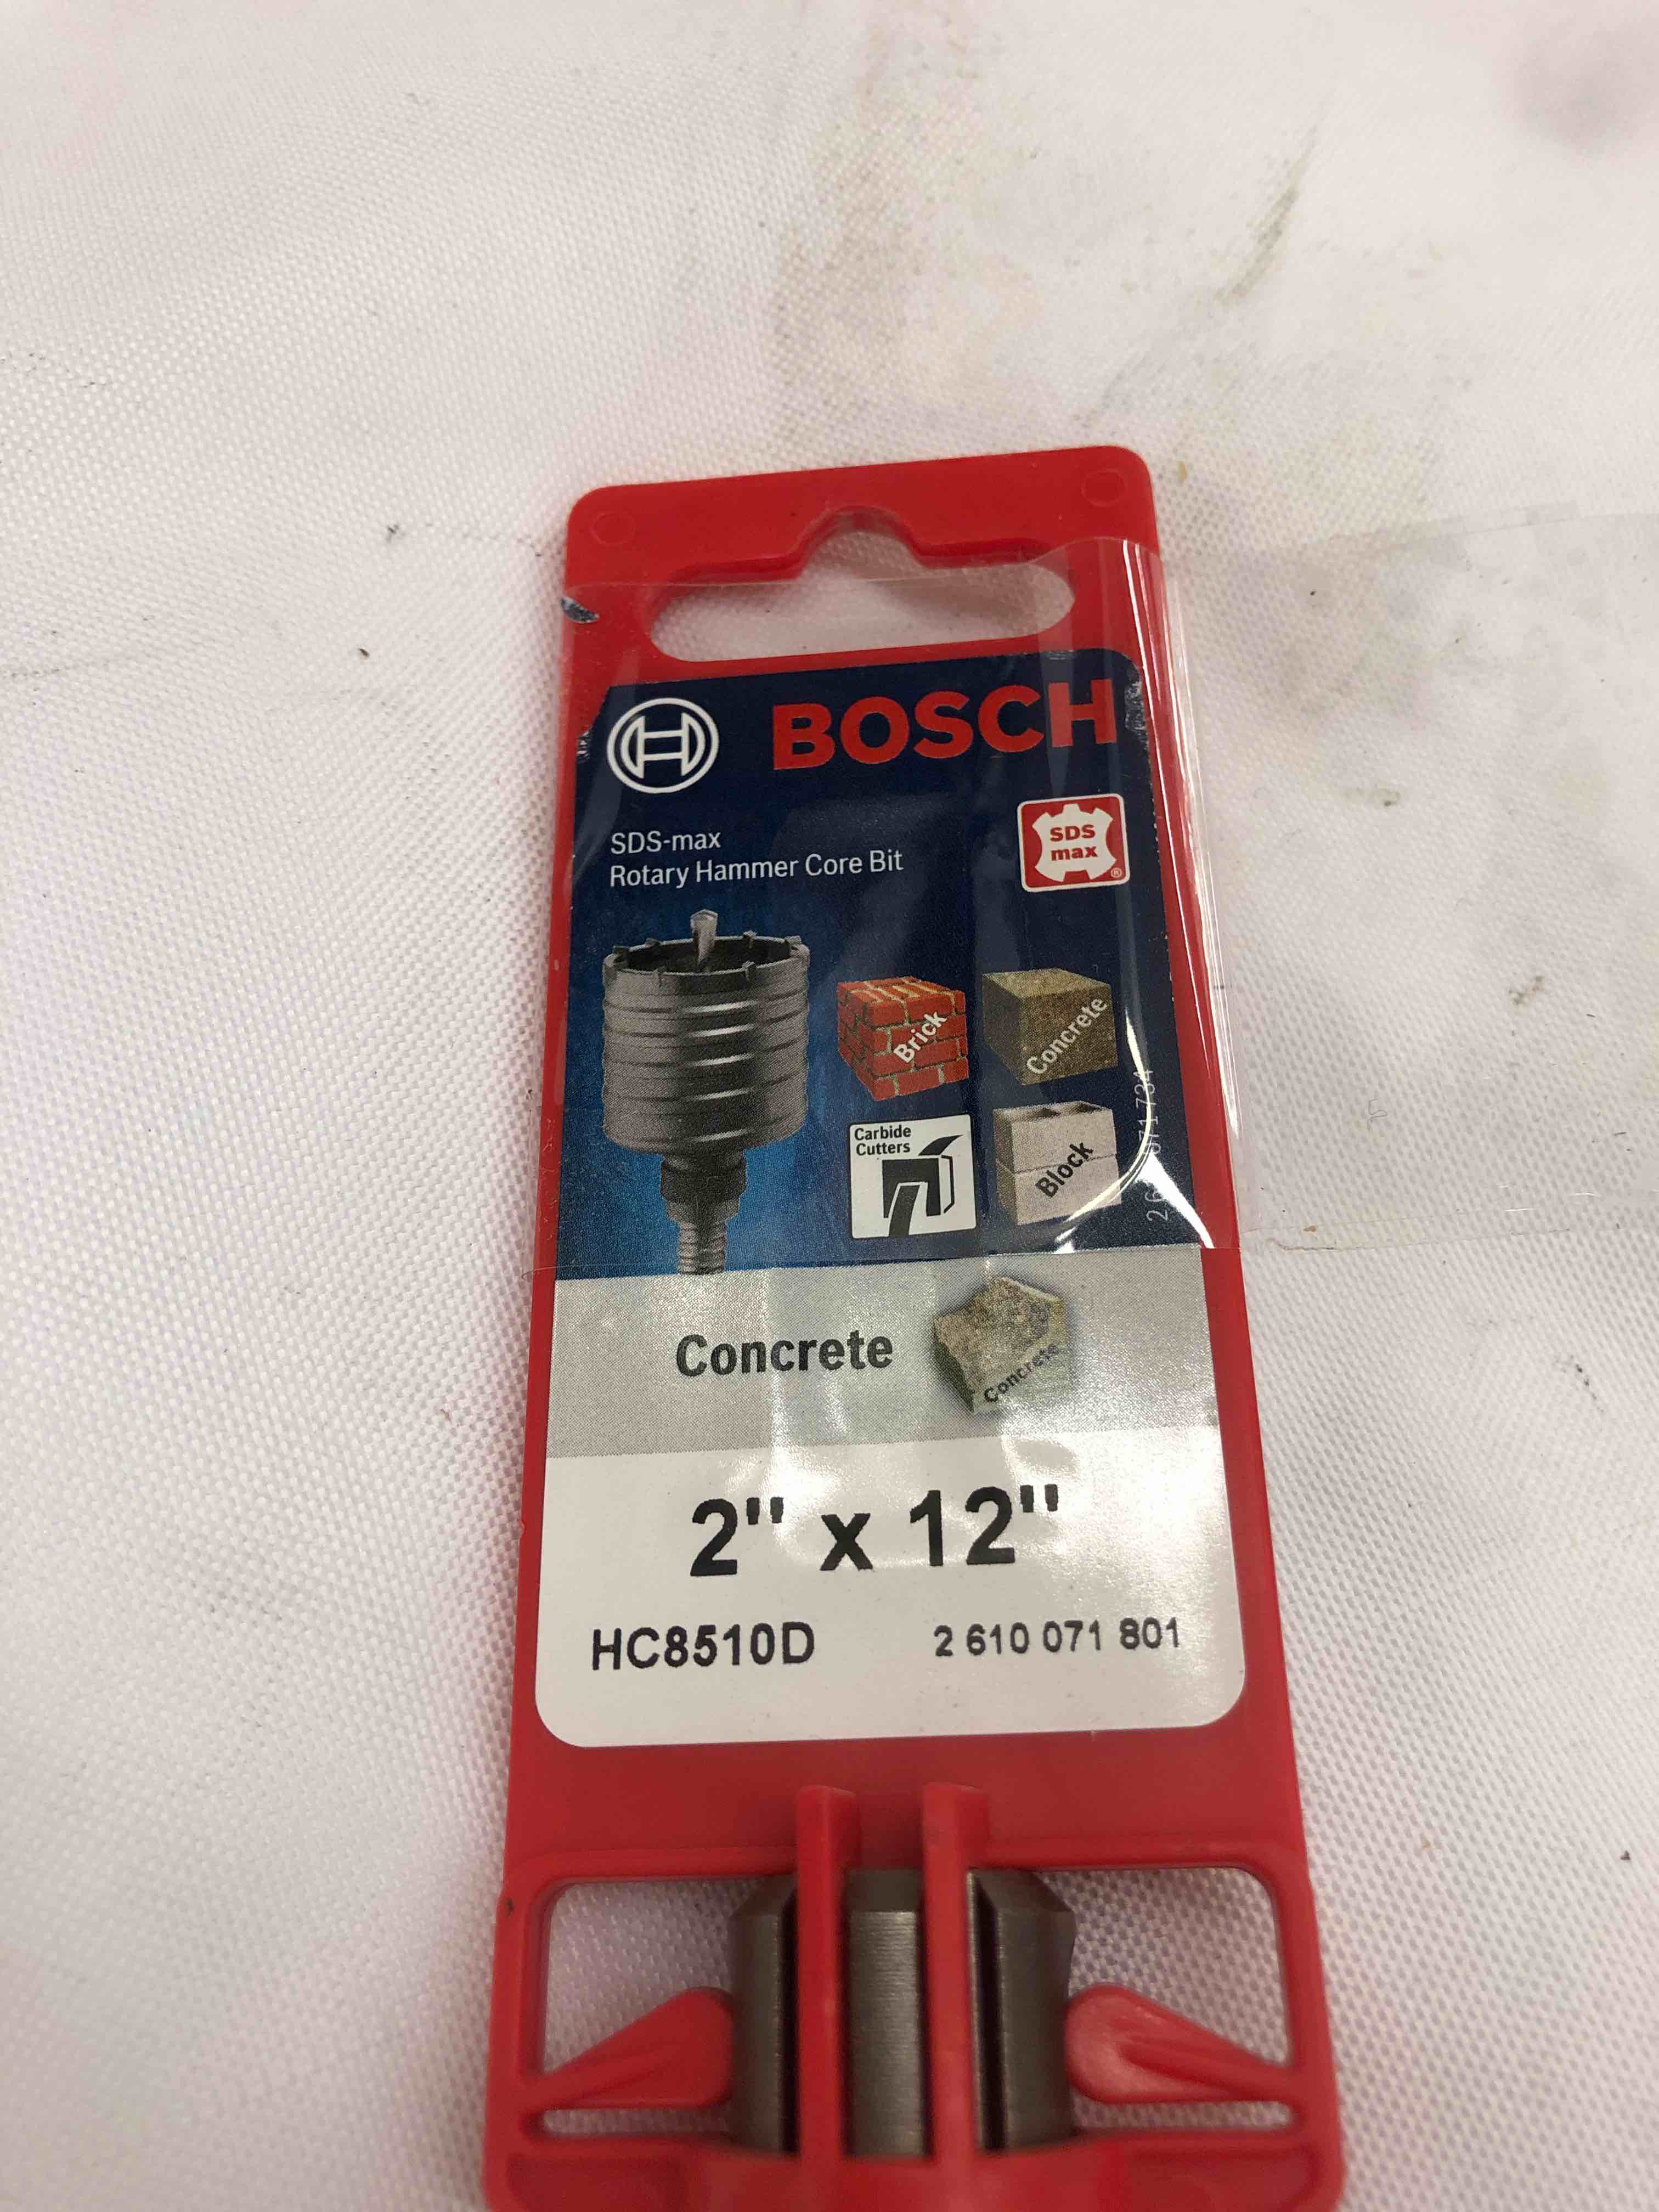 BOSCH
SDS-max
Rotary Hammer Core Bit
SDS
max
®
Brick
Concrete
Carbide
Cutters
Block
Concrete
Concrete
2" x 12"
HC8510D 2 610 071 801